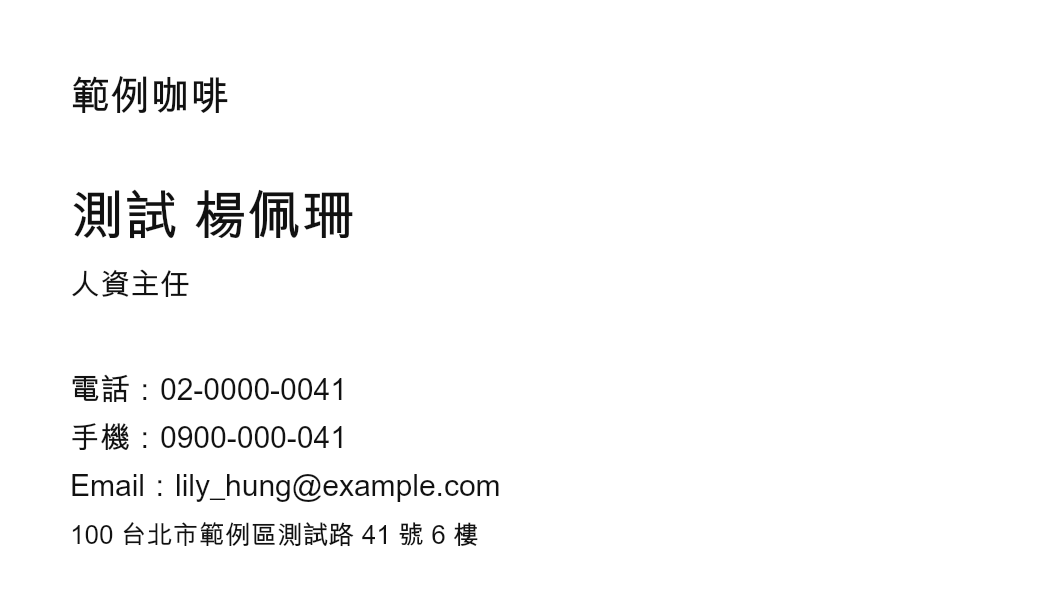 範例咖啡
測試 楊佩珊
人資主任
電話：02-0000-0041
手機：0900-000-041
Email：lily_hung@example.com
100 台北市範例區測試路 41 號 6 樓